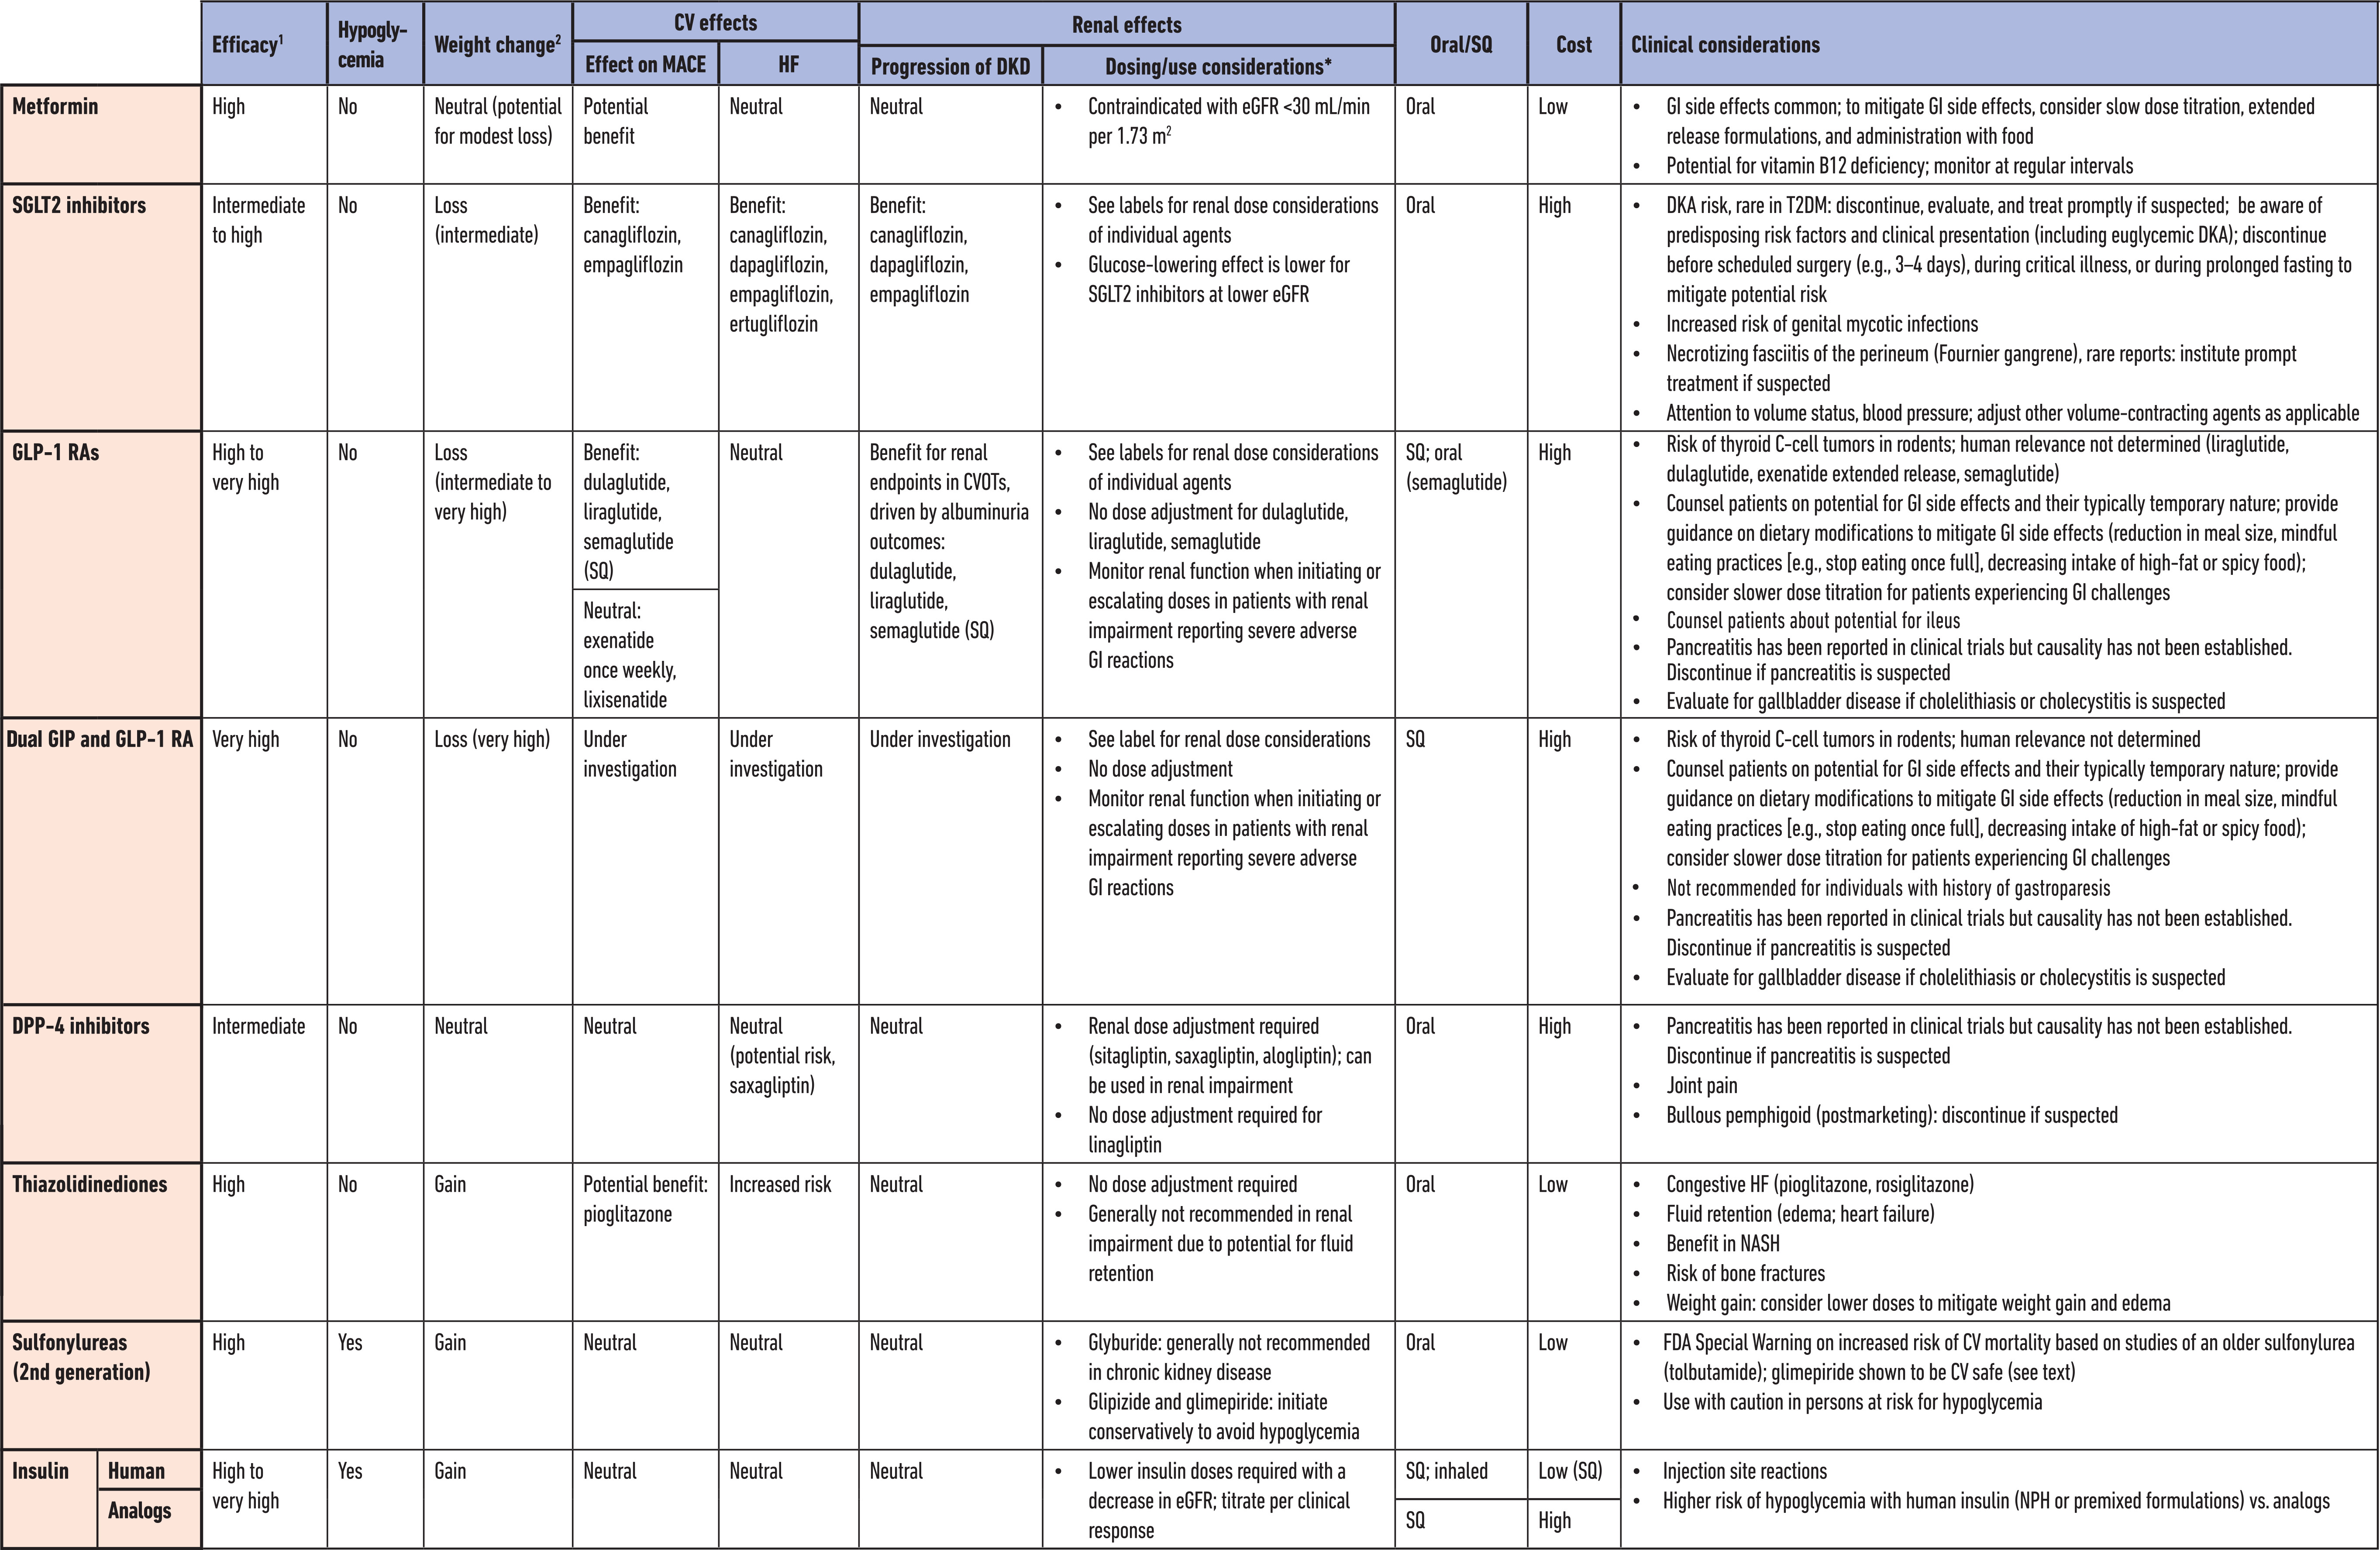 Efficacy1
Hypogly-
cemia
Weight change2
CV effects
Effect on MACE
HF
Renal effects
Progression of DKD
Dosing/use considerations*
Oral/SQ
Cost
Clinical considerations
Metformin
High
No
Neutral (potential
for modest loss)
Potential
benefit
Neutral
Neutral
• Contraindicated with eGFR <30 mL/min
per 1.73 m2
Oral
Low
• GI side effects common; to mitigate GI side effects, consider slow dose titration, extended
release formulations, and administration with food
• Potential for vitamin B12 deficiency; monitor at regular intervals
SGLT2 inhibitors
Intermediate
to high
No
Loss
(intermediate)
Benefit:
canagliflozin,
empagliflozin
Benefit:
canagliflozin,
dapagliflozin,
empagliflozin,
ertugliflozin
Benefit:
canagliflozin,
dapagliflozin,
empagliflozin
• See labels for renal dose considerations
of individual agents
• Glucose-lowering effect is lower for
SGLT2 inhibitors at lower eGFR
Oral
High
• DKA risk, rare in T2DM: discontinue, evaluate, and treat promptly if suspected; be aware of
predisposing risk factors and clinical presentation (including euglycemic DKA); discontinue
before scheduled surgery (e.g., 3–4 days), during critical illness, or during prolonged fasting to
mitigate potential risk
• Increased risk of genital mycotic infections
• Necrotizing fasciitis of the perineum (Fournier gangrene), rare reports: institute prompt
treatment if suspected
• Attention to volume status, blood pressure; adjust other volume-contracting agents as applicable
GLP-1 RAs
High to
very high
No
Loss
(intermediate to
very high)
Benefit:
dulaglutide,
liraglutide,
semaglutide
(SQ)
Neutral:
exenatide
once weekly,
lixisenatide
Neutral
Benefit for renal
endpoints in CVOTs,
driven by albuminuria
outcomes:
dulaglutide,
liraglutide,
semaglutide (SQ)
• See labels for renal dose considerations
of individual agents
• No dose adjustment for dulaglutide,
liraglutide, semaglutide
• Monitor renal function when initiating or
escalating doses in patients with renal
impairment reporting severe adverse
GI reactions
SQ; oral
(semaglutide)
High
• Risk of thyroid C-cell tumors in rodents; human relevance not determined (liraglutide,
dulaglutide, exenatide extended release, semaglutide)
• Counsel patients on potential for GI side effects and their typically temporary nature; provide
guidance on dietary modifications to mitigate GI side effects (reduction in meal size, mindful
eating practices [e.g., stop eating once full], decreasing intake of high-fat or spicy food);
consider slower dose titration for patients experiencing GI challenges
• Counsel patients about potential for ileus
• Pancreatitis has been reported in clinical trials but causality has not been established.
Discontinue if pancreatitis is suspected
• Evaluate for gallbladder disease if cholelithiasis or cholecystitis is suspected
Dual GIP and GLP-1 RA
Very high
No
Loss (very high)
Under
investigation
Under
investigation
Under investigation
• See label for renal dose considerations
• No dose adjustment
• Monitor renal function when initiating or
escalating doses in patients with renal
impairment reporting severe adverse
GI reactions
SQ
High
• Risk of thyroid C-cell tumors in rodents; human relevance not determined
• Counsel patients on potential for GI side effects and their typically temporary nature; provide
guidance on dietary modifications to mitigate GI side effects (reduction in meal size, mindful
eating practices [e.g., stop eating once full], decreasing intake of high-fat or spicy food);
consider slower dose titration for patients experiencing GI challenges
• Not recommended for individuals with history of gastroparesis
• Pancreatitis has been reported in clinical trials but causality has not been established.
Discontinue if pancreatitis is suspected
• Evaluate for gallbladder disease if cholelithiasis or cholecystitis is suspected
DPP-4 inhibitors
Intermediate
No
Neutral
Neutral
Neutral
(potential risk,
saxagliptin)
Neutral
• Renal dose adjustment required
(sitagliptin, saxagliptin, alogliptin); can
be used in renal impairment
• No dose adjustment required for
linagliptin
Oral
High
• Pancreatitis has been reported in clinical trials but causality has not been established.
Discontinue if pancreatitis is suspected
• Joint pain
• Bullous pemphigoid (postmarketing): discontinue if suspected
Thiazolidinediones
High
No
Gain
Potential benefit:
pioglitazone
Increased risk
Neutral
• No dose adjustment required
• Generally not recommended in renal
impairment due to potential for fluid
retention
Oral
Low
• Congestive HF (pioglitazone, rosiglitazone)
• Fluid retention (edema; heart failure)
• Benefit in NASH
• Risk of bone fractures
• Weight gain: consider lower doses to mitigate weight gain and edema
Sulfonylureas
(2nd generation)
High
Yes
Gain
Neutral
Neutral
Neutral
• Glyburide: generally not recommended
in chronic kidney disease
• Glipizide and glimepiride: initiate
conservatively to avoid hypoglycemia
Oral
Low
• FDA Special Warning on increased risk of CV mortality based on studies of an older sulfonylurea
(tolbutamide); glimepiride shown to be CV safe (see text)
• Use with caution in persons at risk for hypoglycemia
Insulin
Human
Analogs
High to
very high
Yes
Gain
Neutral
Neutral
Neutral
• Lower insulin doses required with a
decrease in eGFR; titrate per clinical
response
SQ; inhaled
SQ
Low (SQ)
High
• Injection site reactions
• Higher risk of hypoglycemia with human insulin (NPH or premixed formulations) vs. analogs